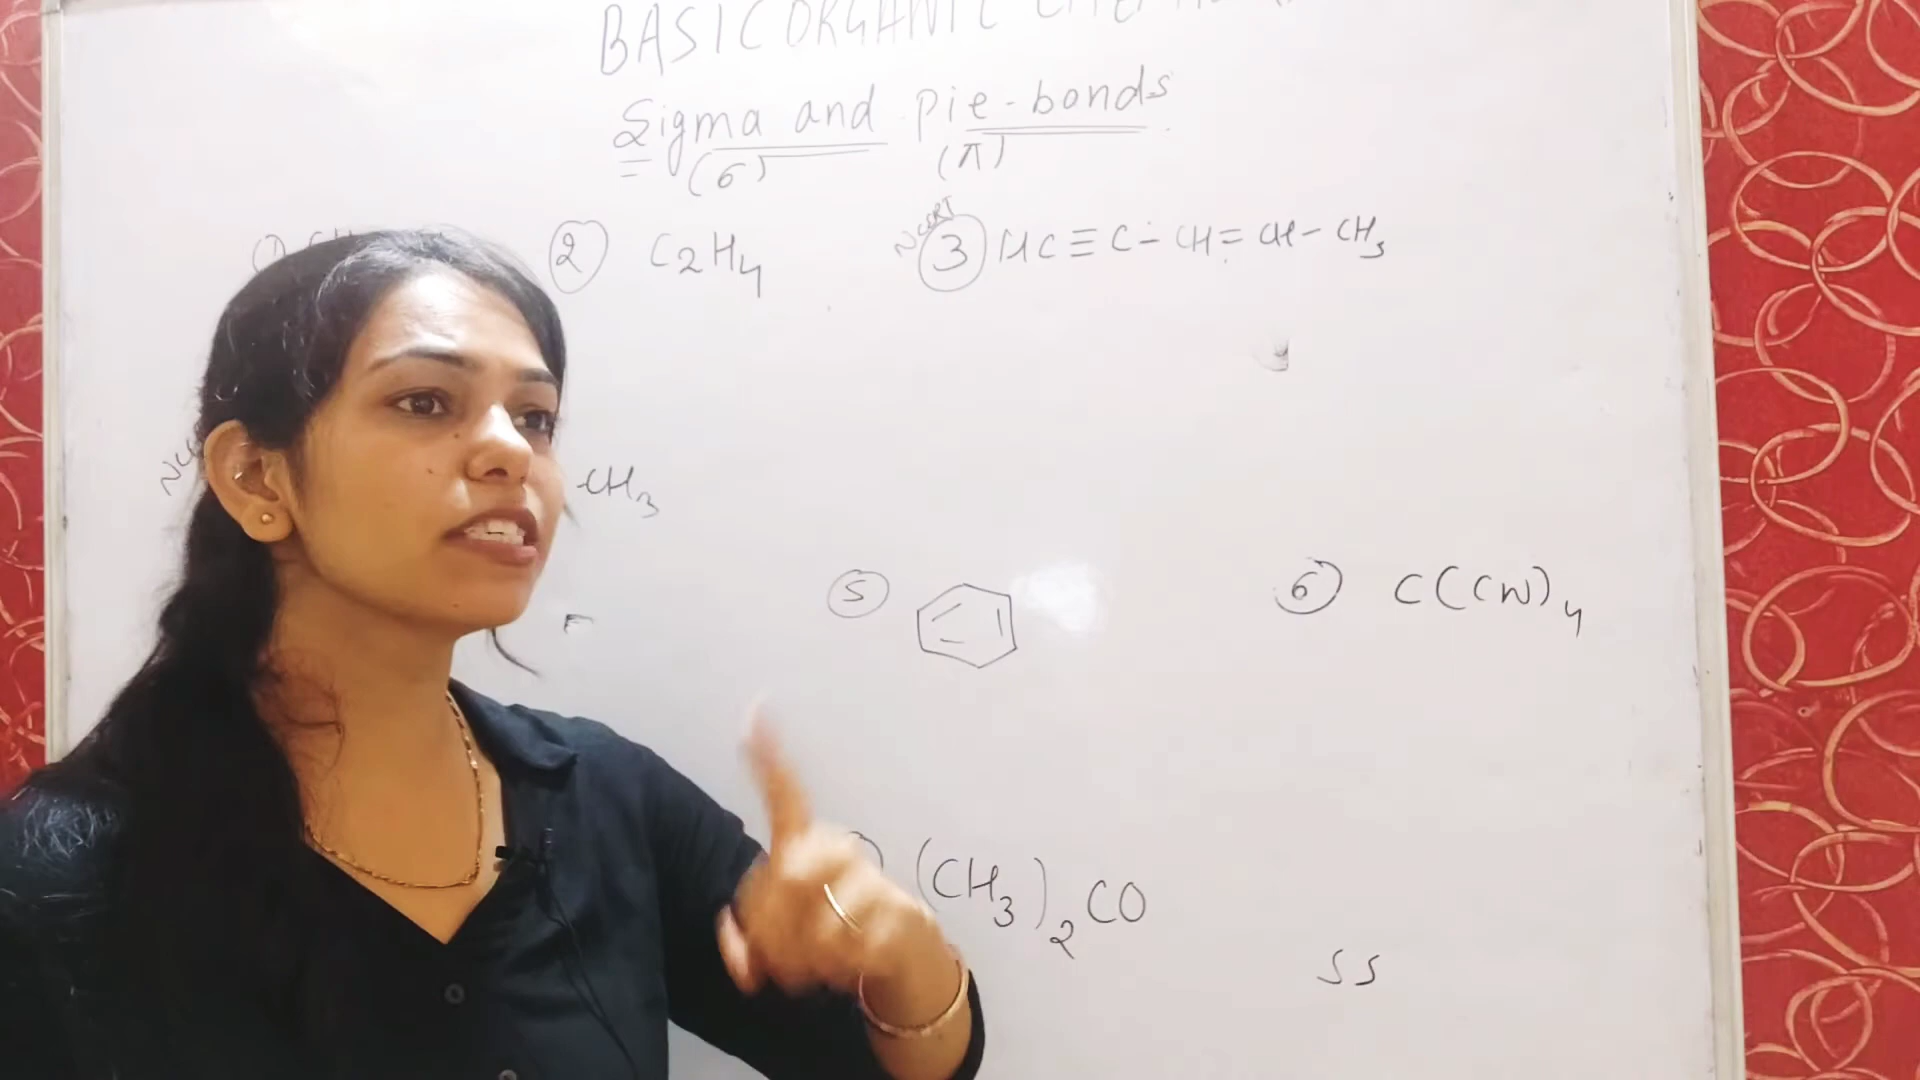 BASIC ORGANIC
Sigma and pie-bonds
(σ) (π)
② C2H4
NCERT
③ HC≡C-CH=CH-CH3
CH3
⑤
⑥ C(CN)4
(CH3)2CO